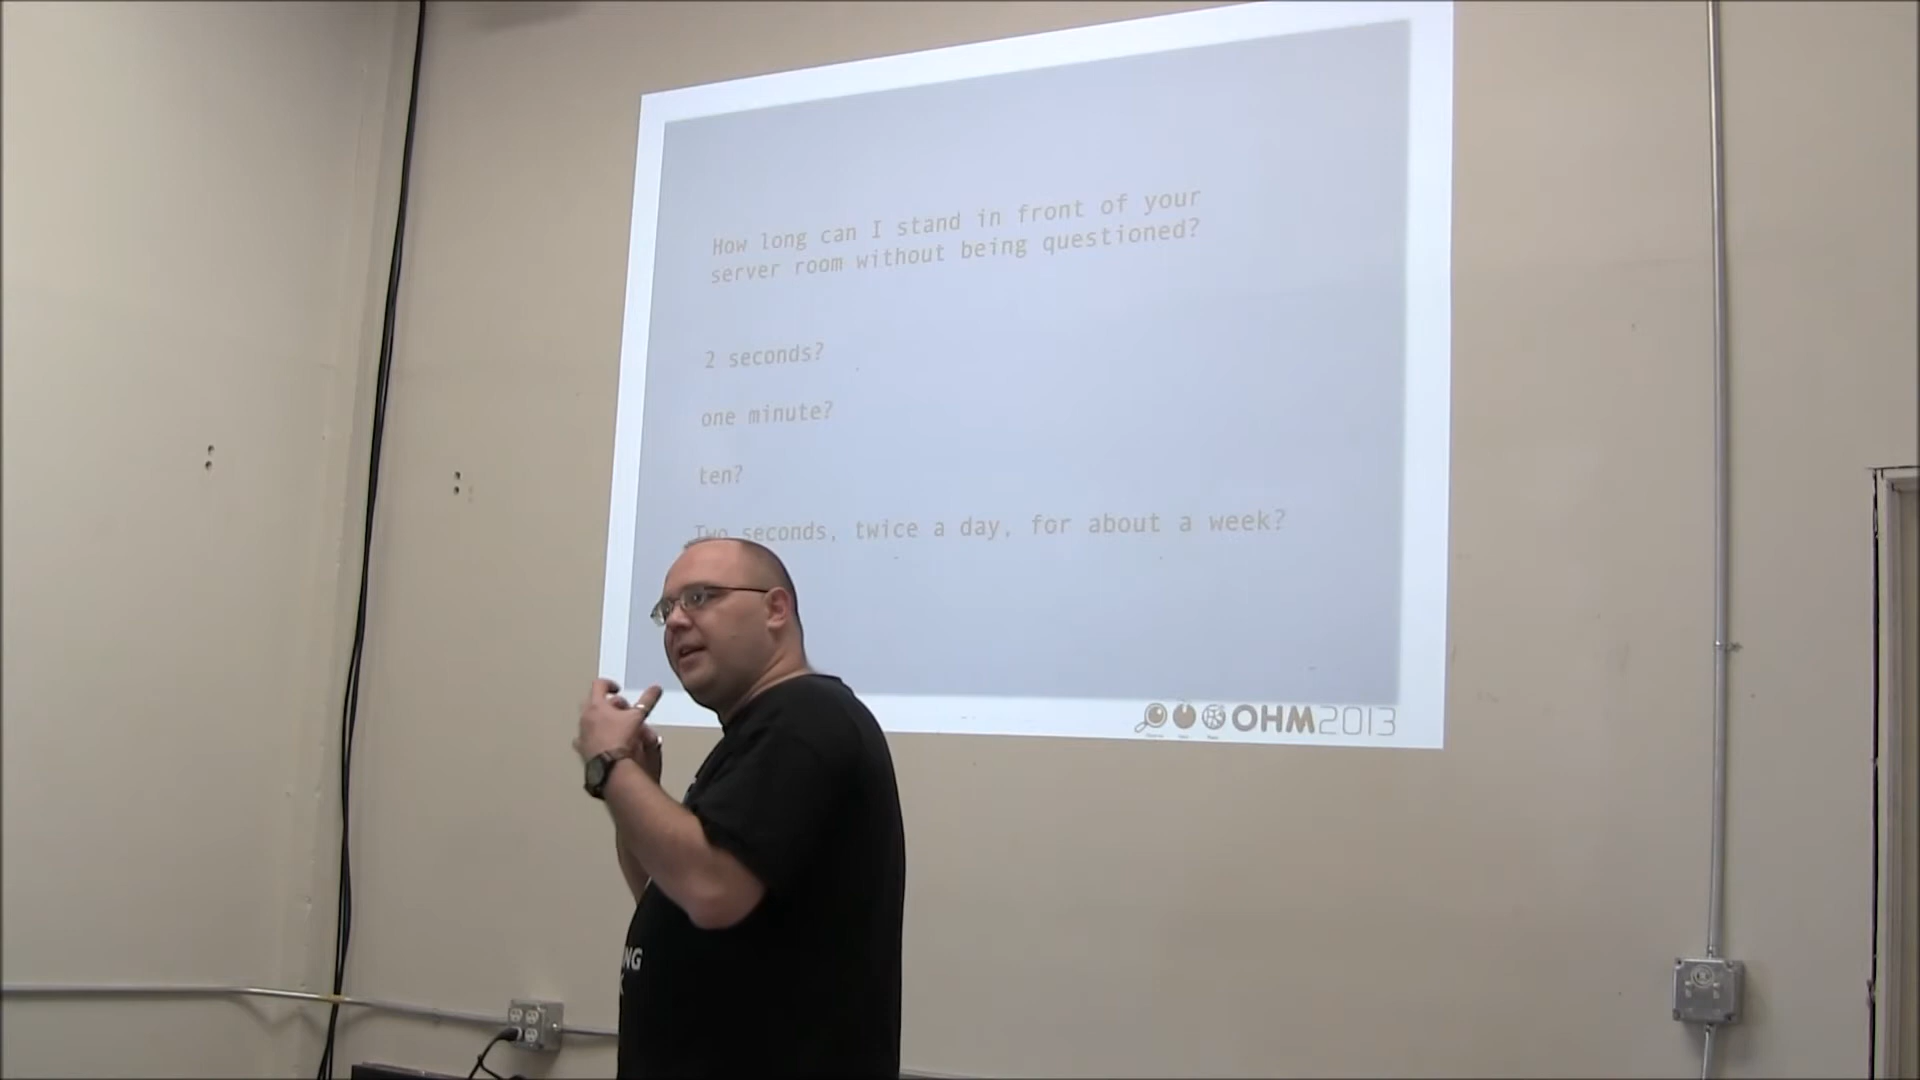 How long can I stand in front of your
server room without being questioned?
2 seconds?
one minute?
ten?
Two seconds, twice a day, for about a week?
OHM2013
NG
K